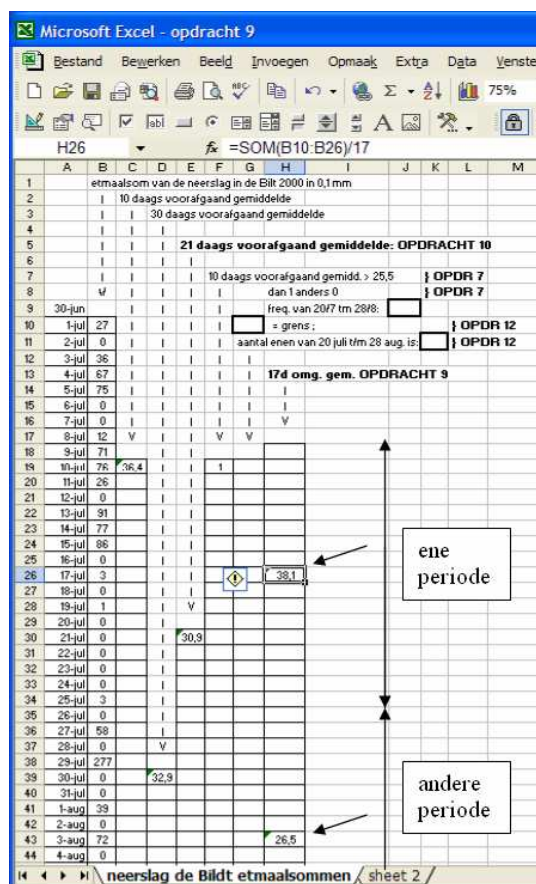 Microsoft Excel - opdracht 9
Bestand Bewerken Beeld Invoegen Opmaak Extra Data Venste
75%
H26 fx =SOM(B10:B26)/17
A B C D E F G H I J K L M
1 etmaalsom van de neerslag in de Bilt 2000 in 0,1 mm
2 10 daags voorafgaand gemiddelde
3 30 daags voorafgaand gemiddelde
4
5 21 daags voorafgaand gemiddelde: OPDRACHT 10
6
7 10 daags voorafgaand gemidd. > 25,5 } OPDR 7
8 dan 1 anders 0 } OPDR 7
9 30-jun freq. van 20/7 tm 28/8:
10 1-jul 27 = grens ; } OPDR 12
11 2-jul 0 aantal enen van 20 juli t/m 28 aug. is: } OPDR 12
12 3-jul 36
13 4-jul 67 17d omg. gem. OPDRACHT 9
14 5-jul 75
15 6-jul 0
16 7-jul 0 V
17 8-jul 12 V V V
18 9-jul 71
19 10-jul 76 36,4 1
20 11-jul 26
21 12-jul 0
22 13-jul 91
23 14-jul 77
24 15-jul 86
25 16-jul 0
26 17-jul 3 38,1
27 18-jul 0
28 19-jul 1 V
29 20-jul 0
30 21-jul 0 30,9
31 22-jul 0
32 23-jul 0
33 24-jul 0
34 25-jul 3
35 26-jul 0
36 27-jul 58
37 28-jul 0 V
38 29-jul 277
39 30-jul 0 32,9
40 31-jul 0
41 1-aug 39
42 2-aug 0
43 3-aug 72 26,5
44 4-aug 0
ene
periode
andere
periode
neerslag de Bildt etmaalsommen / sheet 2